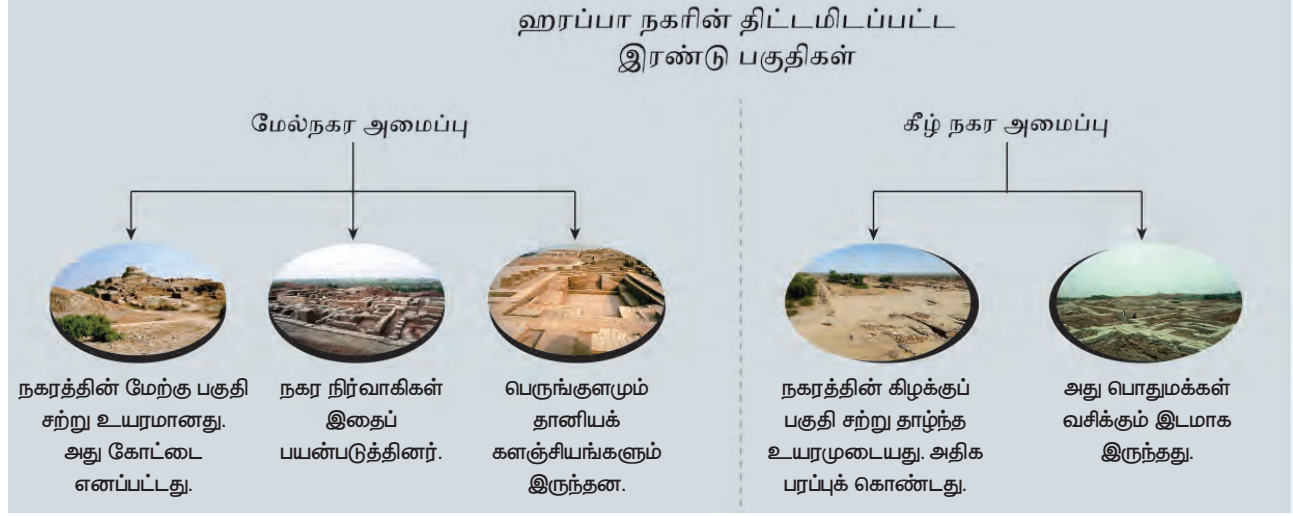 ஹரப்பா நகரின் திட்டமிடப்பட்ட
இரண்டு பகுதிகள்
மேல்நகர அமைப்பு
நகரத்தின் மேற்கு பகுதி
சற்று உயரமானது.
அது கோட்டை
எனப்பட்டது.
நகர நிர்வாகிகள்
இதைப்
பயன்படுத்தினர்.
பெருங்குளமும்
தானியக்
களஞ்சியங்களும்
இருந்தன.
கீழ் நகர அமைப்பு
நகரத்தின் கிழக்குப்
பகுதி சற்று தாழ்ந்த
உயரமுடையது. அதிக
பரப்புக் கொண்டது.
அது பொதுமக்கள்
வசிக்கும் இடமாக
இருந்தது.